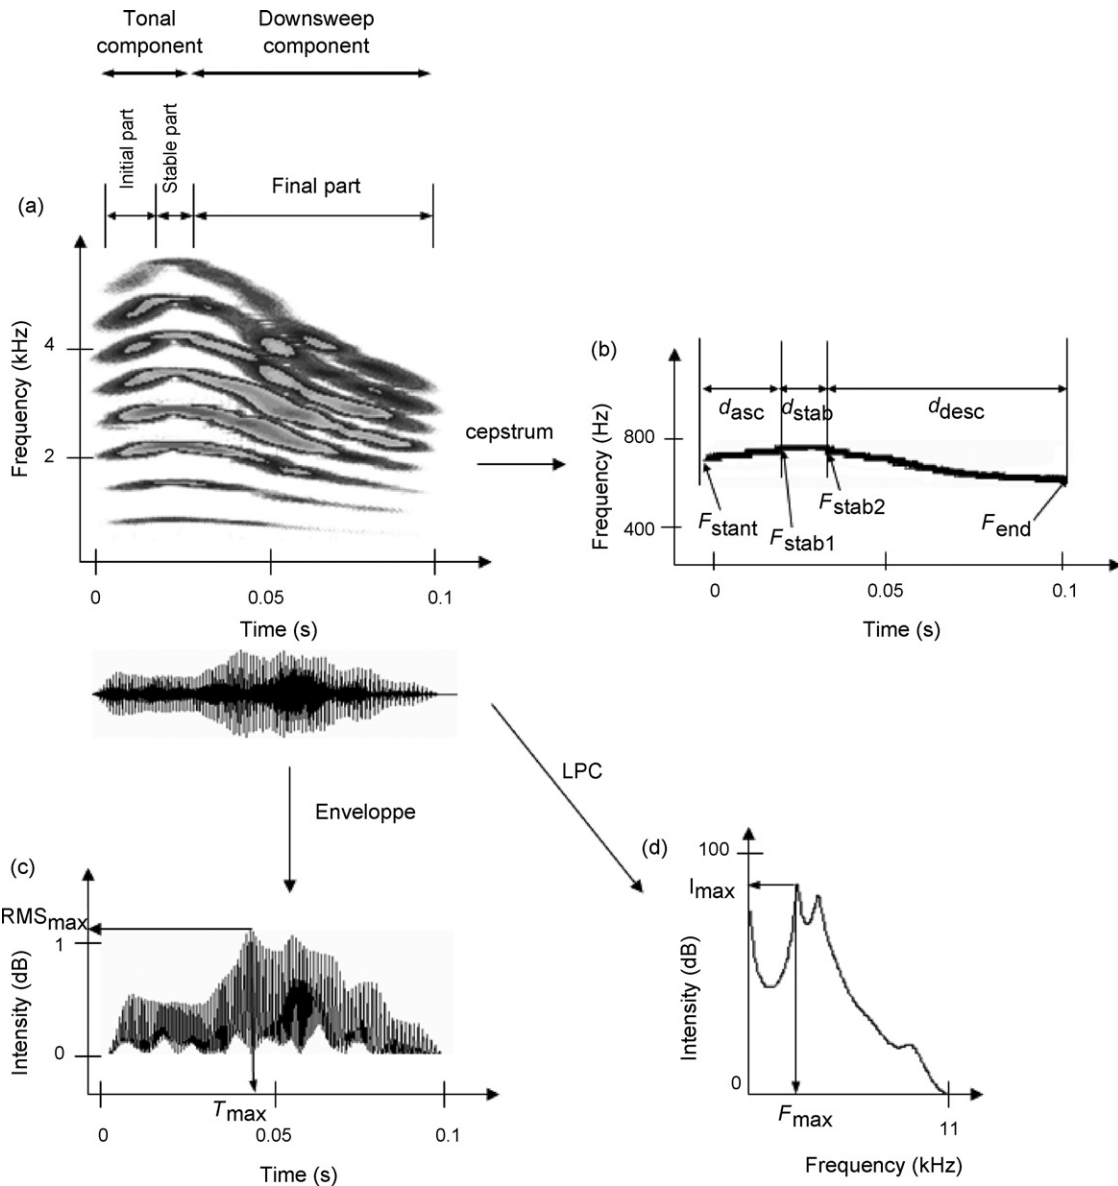 Tonal
component
Downsweep
component
Initial part
Stable part
Final part
(a)
Frequency (kHz)
4
2
0
0.05
0.1
Time (s)
cepstrum
(b)
Frequency (Hz)
800
400
dasc
dstab
ddesc
Fstant
Fstab1
Fstab2
Fend
0
0.05
0.1
Time (s)
Enveloppe
LPC
(c)
RMSmax
Intensity (dB)
1
0
Tmax
0
0.05
0.1
Time (s)
(d)
100
Imax
Intensity (dB)
0
Fmax
11
Frequency (kHz)